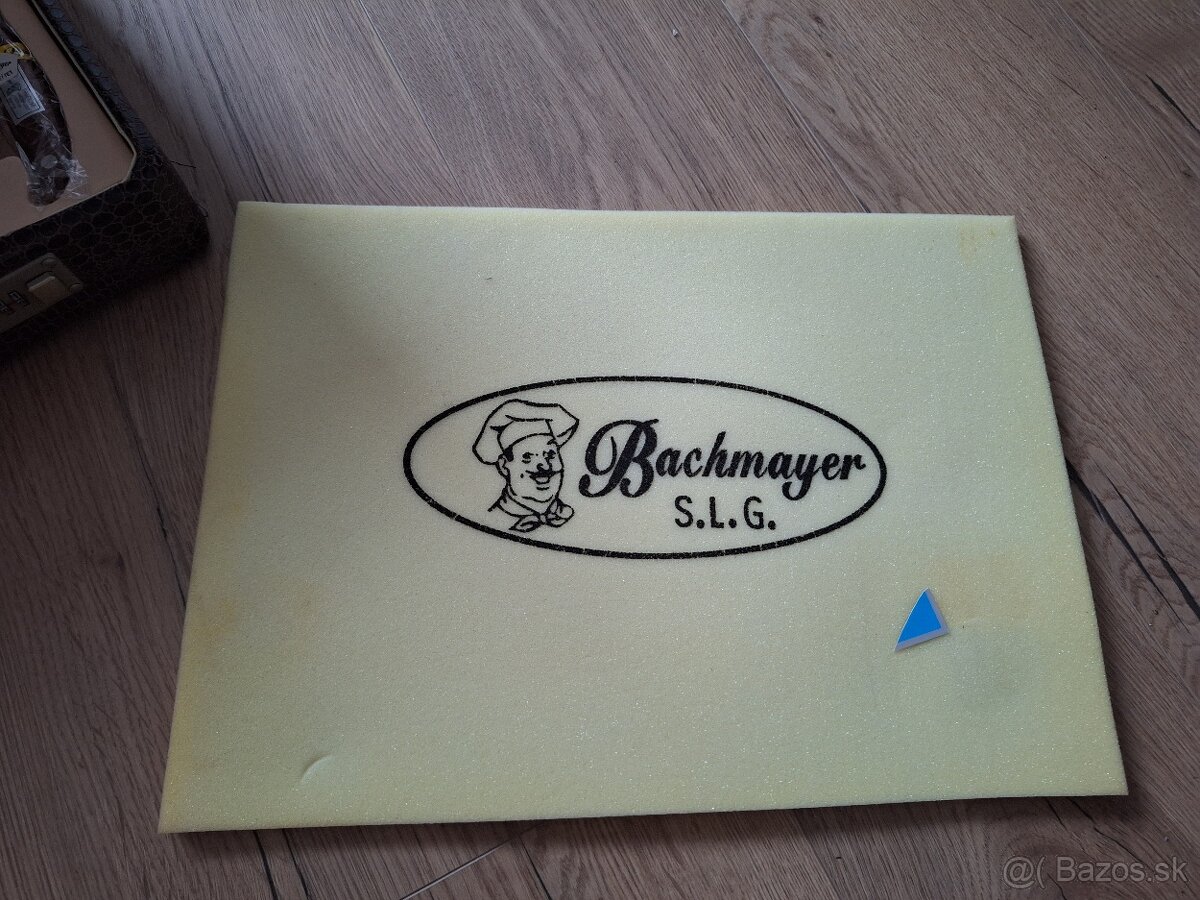 Bachmayer
S.L.G.
@( Bazos.sk